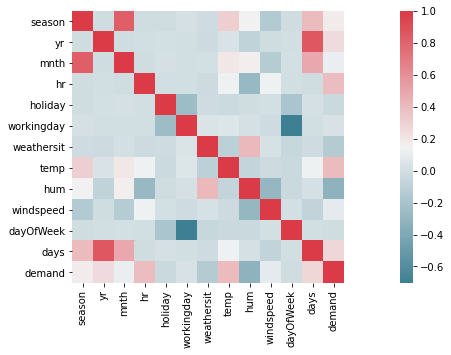 season
yr
mnth
hr
holiday
workingday
weathersit
temp
hum
windspeed
dayOfWeek
days
demand
season
yr
mnth
hr
holiday
workingday
weathersit
temp
hum
windspeed
dayOfWeek
days
demand
1.0
0.8
0.6
0.4
0.2
0.0
−0.2
−0.4
−0.6